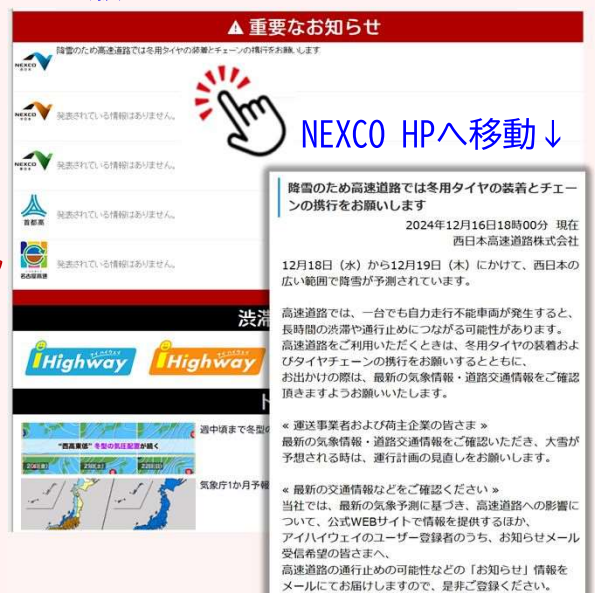 重要なお知らせ
NEXCO
降雪のため高速道路では冬用タイヤの装着とチェーンの携行をお願いします
NEXCO
発表されている情報はありません。
NEXCO
発表されている情報はありません。
首都高
発表されている情報はありません。
名古屋高速
発表されている情報はありません。
NEXCO HPへ移動↓
渋滞
iHighway
iHighway
週中頃まで冬型の
"西高東低" 冬型の気圧配置が続く
20日(金)
21日(土)
22日(日)
気象庁1か月予報
降雪のため高速道路では冬用タイヤの装着とチェー
ンの携行をお願いします
2024年12月16日18時00分 現在
西日本高速道路株式会社
12月18日（水）から12月19日（木）にかけて、西日本の
広い範囲で降雪が予測されています。
高速道路では、一台でも自力走行不能車両が発生すると、
長時間の渋滞や通行止めにつながる可能性があります。
高速道路をご利用いただくときは、冬用タイヤの装着およ
びタイヤチェーンの携行をお願いするとともに、
お出かけの際は、最新の気象情報・道路交通情報をご確認
頂きますようお願いいたします。
« 運送事業者および荷主企業の皆さま »
最新の気象情報・道路交通情報をご確認いただき、大雪が
予想される時は、運行計画の見直しをお願いします。
« 最新の交通情報などをご確認ください »
当社では、最新の気象予測に基づき、高速道路への影響に
ついて、公式WEBサイトで情報を提供するほか、
アイハイウェイのユーザー登録者のうち、お知らせメール
受信希望の皆さまへ、
高速道路の通行止めの可能性などの「お知らせ」情報を
メールにてお届けしますので、是非ご登録ください。